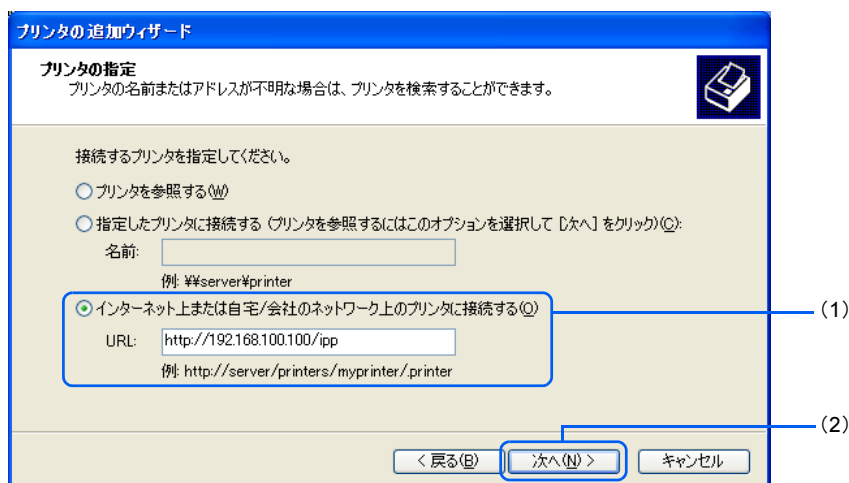 プリンタの追加ウィザード
プリンタの指定
プリンタの名前またはアドレスが不明な場合は、プリンタを検索することができます。
接続するプリンタを指定してください。
プリンタを参照する(W)
指定したプリンタに接続する (プリンタを参照するにはこのオプションを選択して [次へ] をクリック)(C):
名前:
例: ¥¥server¥printer
インターネット上または自宅/会社のネットワーク上のプリンタに接続する(O)
(1)
URL: http://192.168.100.100/ipp
例: http://server/printers/myprinter/.printer
(2)
< 戻る(B) 次へ(N) > キャンセル